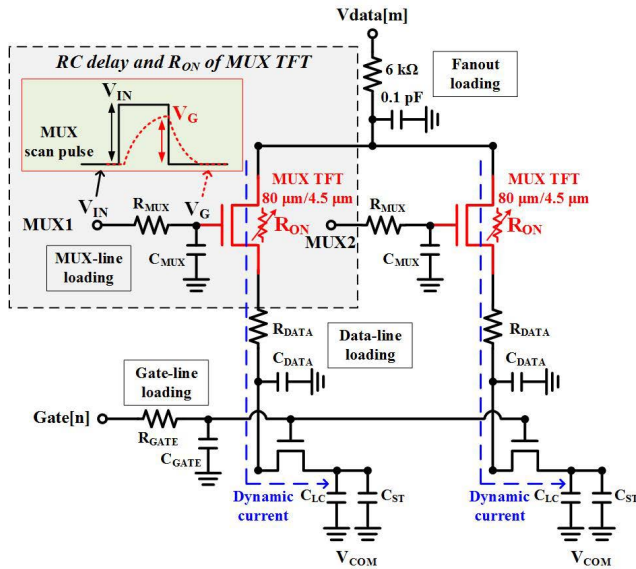 Vdata[m]
RC delay and RON of MUX TFT
6 kΩ
Fanout
loading
0.1 pF
VIN
VG
MUX
scan pulse
MUX TFT
80 μm/4.5 μm
MUX TFT
80 μm/4.5 μm
VIN
RMUX
VG
RON
RMUX
RON
MUX1
MUX2
CMUX
CMUX
MUX-line
loading
RDATA
Data-line
loading
RDATA
CDATA
CDATA
Gate-line
loading
Gate[n]
RGATE
CGATE
Dynamic
current
CLC
CST
Dynamic
current
CLC
CST
VCOM
VCOM